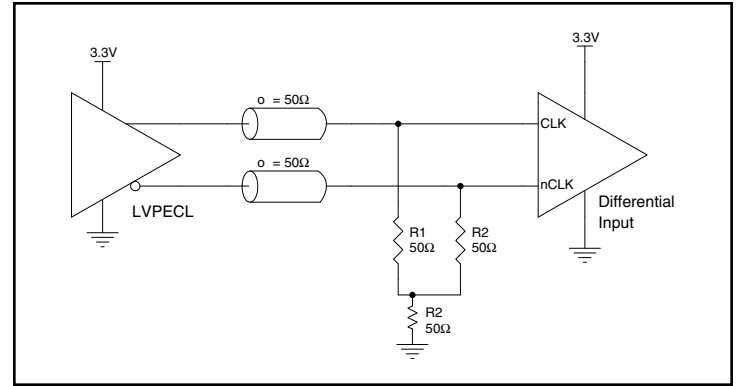 3.3V
3.3V
o = 50Ω
CLK
o = 50Ω
nCLK
LVPECL
Differential
Input
R1
50Ω
R2
50Ω
R2
50Ω